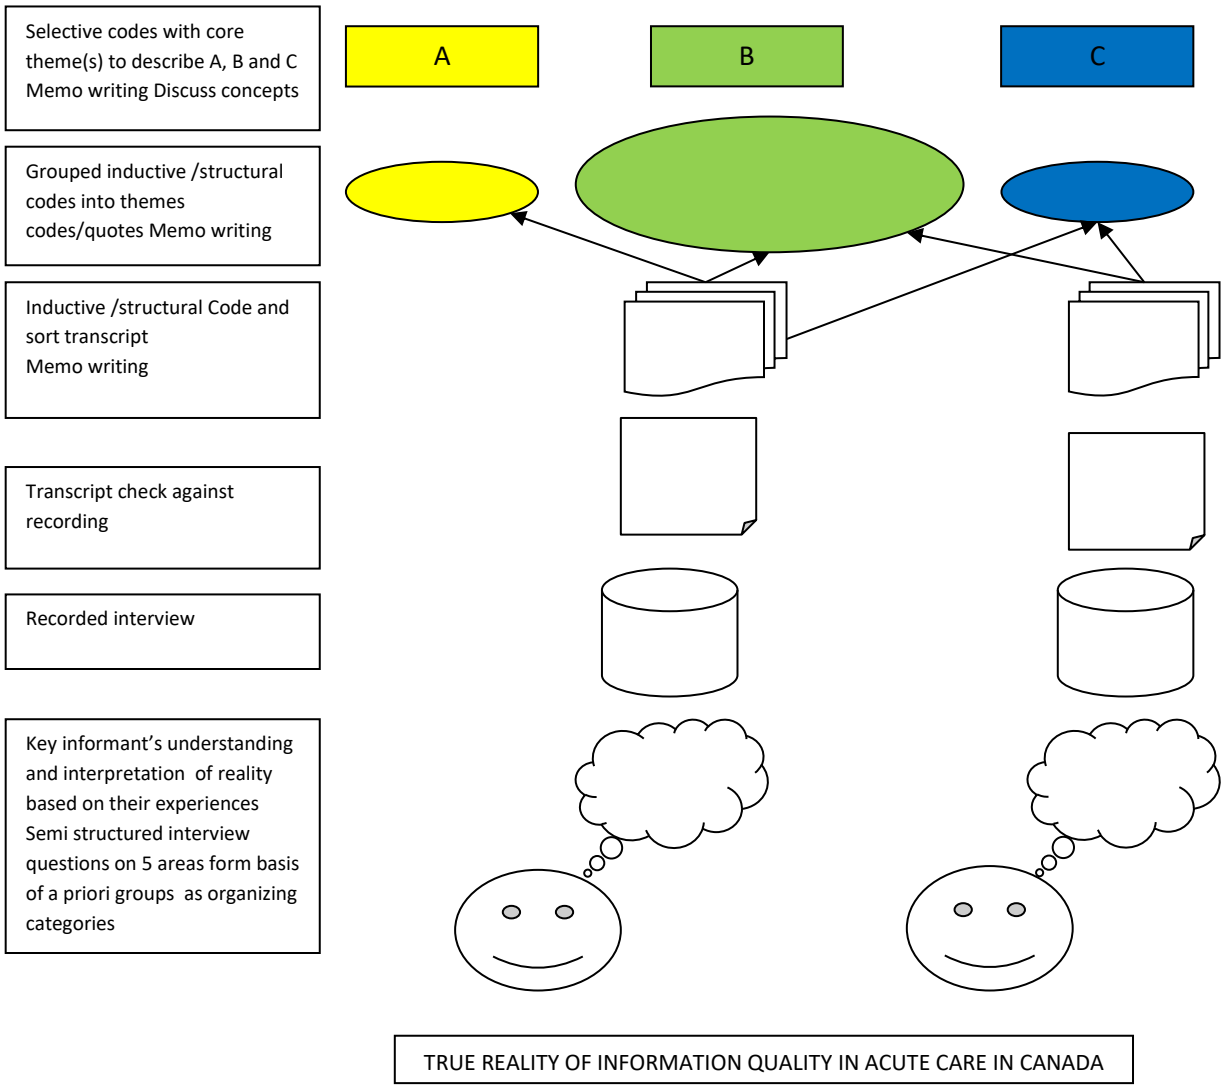 Selective codes with core
theme(s) to describe A, B and C
Memo writing Discuss concepts
A
B
C
Grouped inductive /structural
codes into themes
codes/quotes Memo writing
Inductive /structural Code and
sort transcript
Memo writing
Transcript check against
recording
Recorded interview
Key informant’s understanding
and interpretation  of reality
based on their experiences
Semi structured interview
questions on 5 areas form basis
of a priori groups  as organizing
categories
TRUE REALITY OF INFORMATION QUALITY IN ACUTE CARE IN CANADA